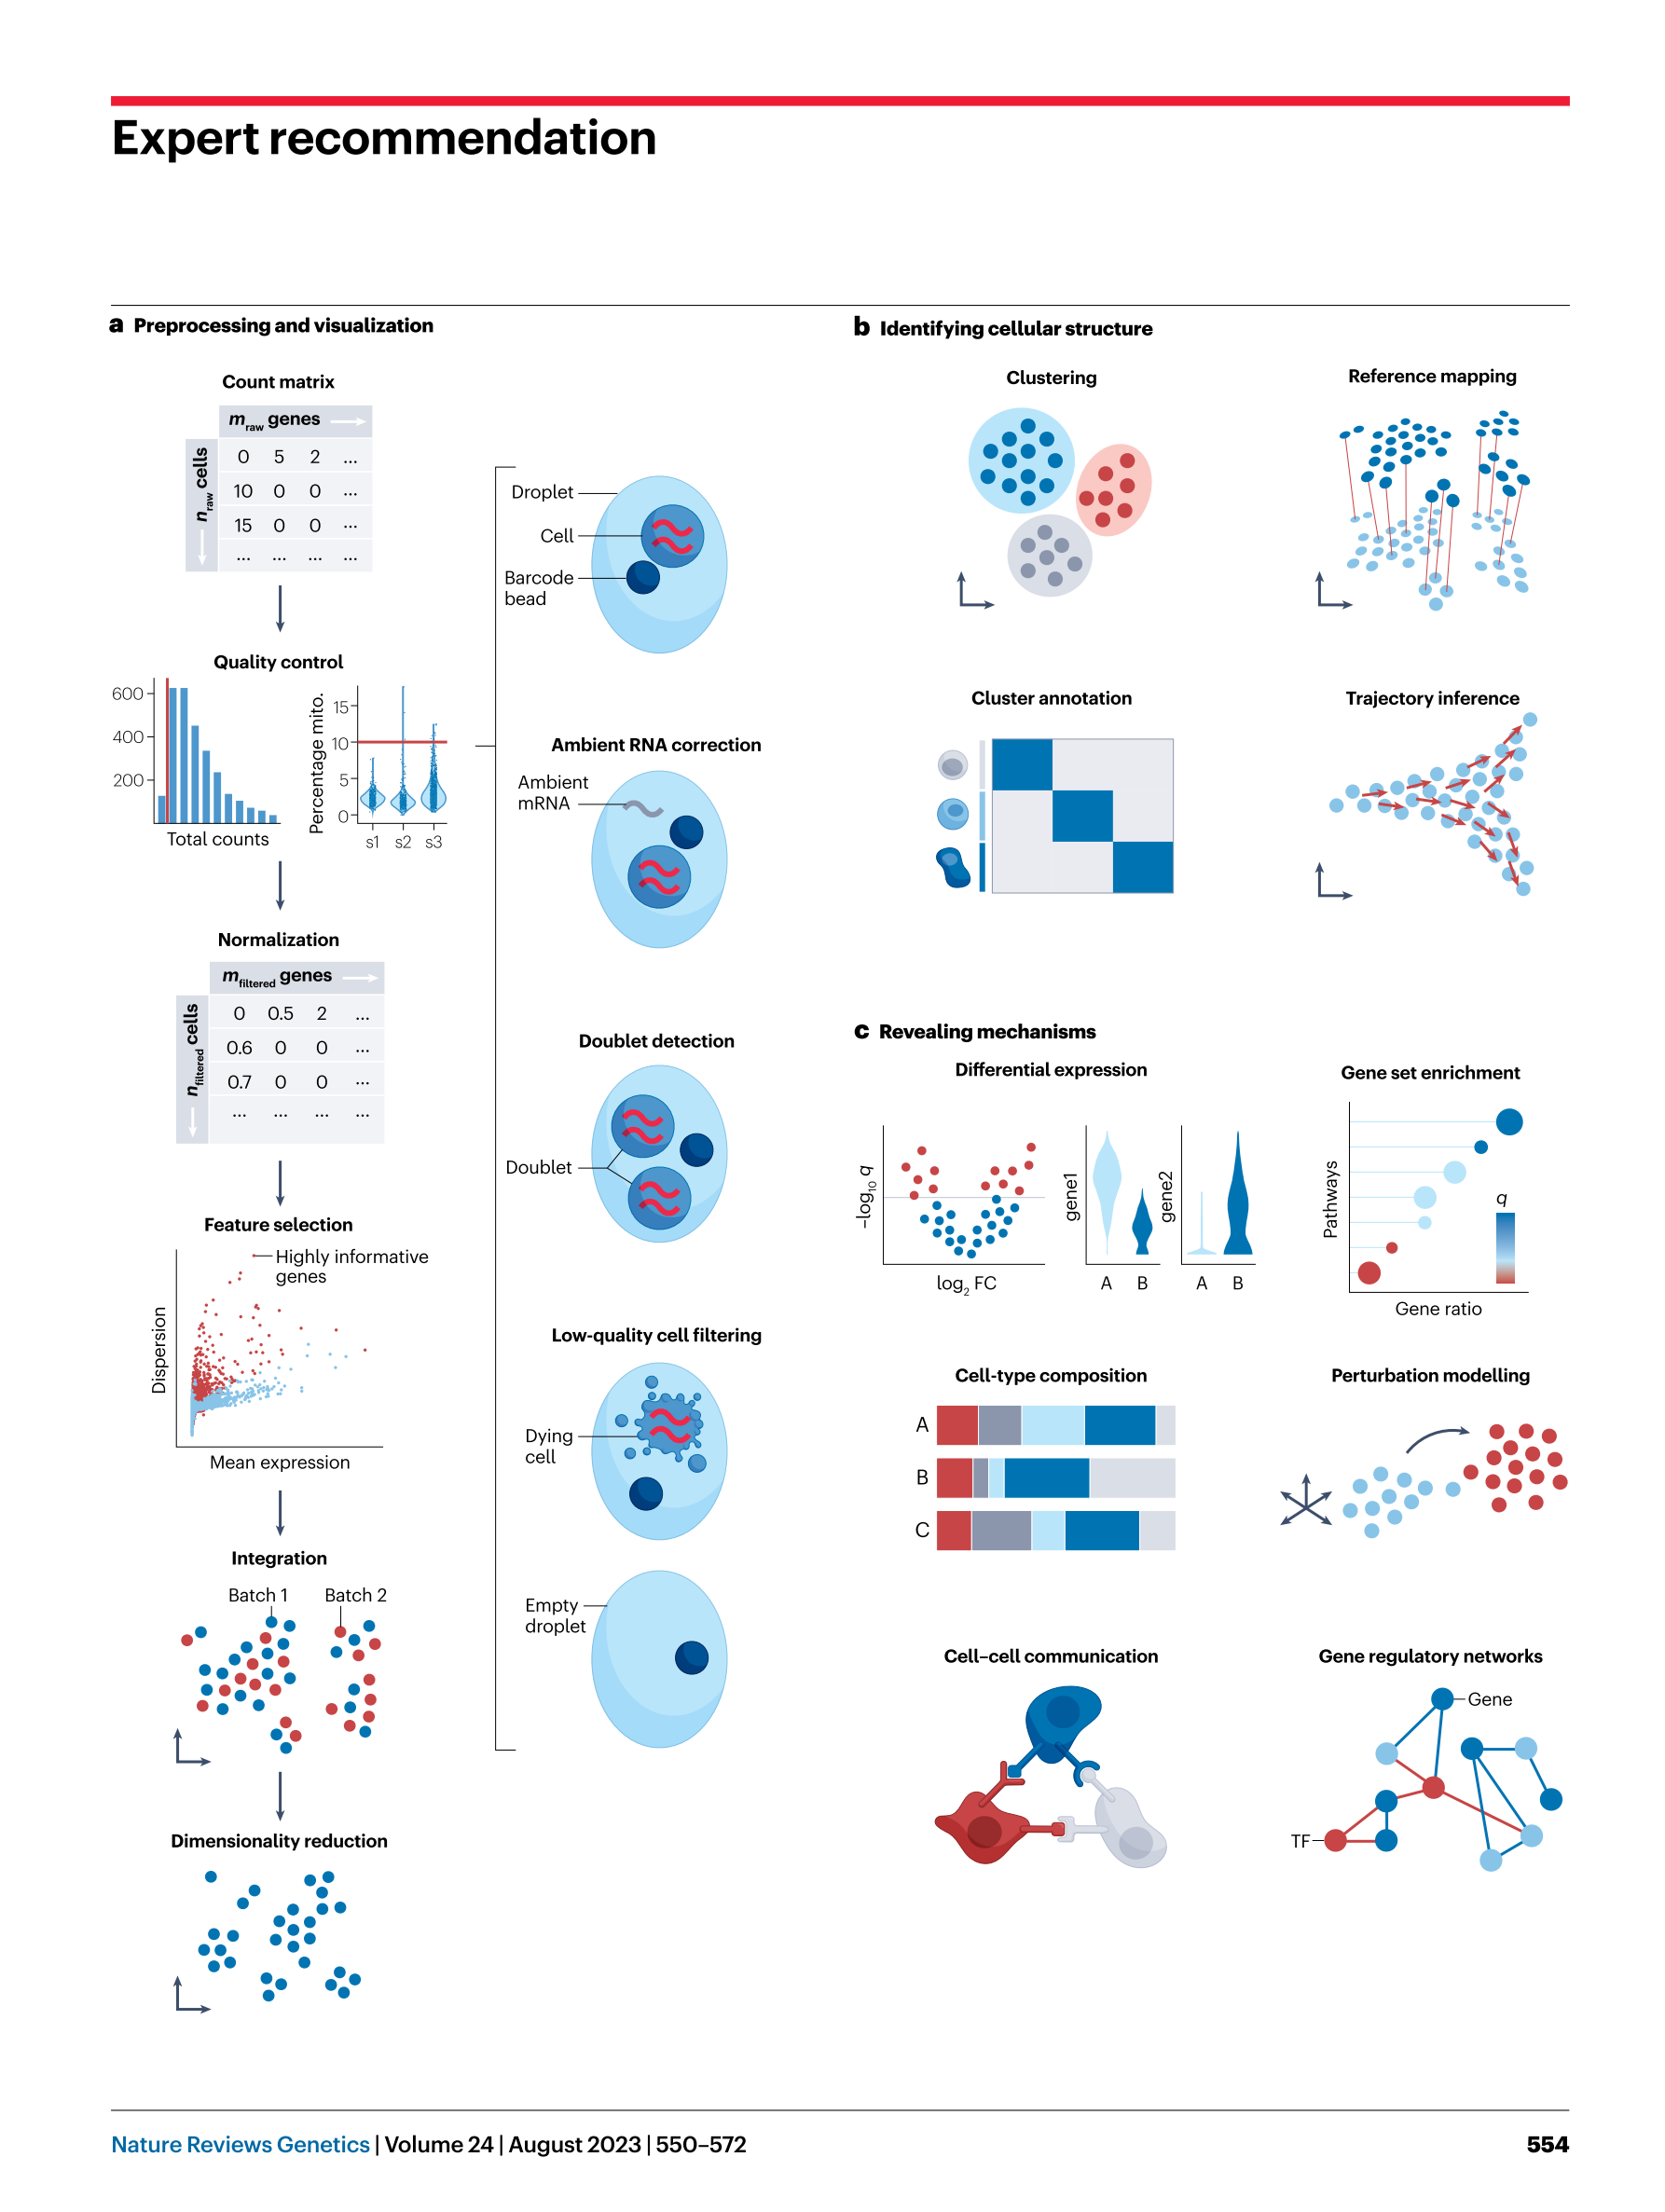 Expert recommendation
a Preprocessing and visualization
Count matrix
mraw genes
nraw cells
0 5 2 ...
10 0 0 ...
15 0 0 ...
... ... ... ...
Quality control
600
400
200
Total counts
Percentage mito.
15
10
5
0
s1 s2 s3
Normalization
mfiltered genes
nfiltered cells
0 0.5 2 ...
0.6 0 0 ...
0.7 0 0 ...
... ... ... ...
Feature selection
Highly informative
genes
Dispersion
Mean expression
Integration
Batch 1 Batch 2
Dimensionality reduction
Droplet
Cell
Barcode
bead
Ambient RNA correction
Ambient
mRNA
Doublet detection
Doublet
Low-quality cell filtering
Dying
cell
Empty
droplet
b Identifying cellular structure
Clustering
Reference mapping
Cluster annotation
Trajectory inference
c Revealing mechanisms
Differential expression
–log10 q
log2 FC
gene1
A B
gene2
A B
Gene set enrichment
Pathways
q
Gene ratio
Cell-type composition
A
B
C
Perturbation modelling
Cell–cell communication
Gene regulatory networks
Gene
TF
Nature Reviews Genetics | Volume 24 | August 2023 | 550–572
554